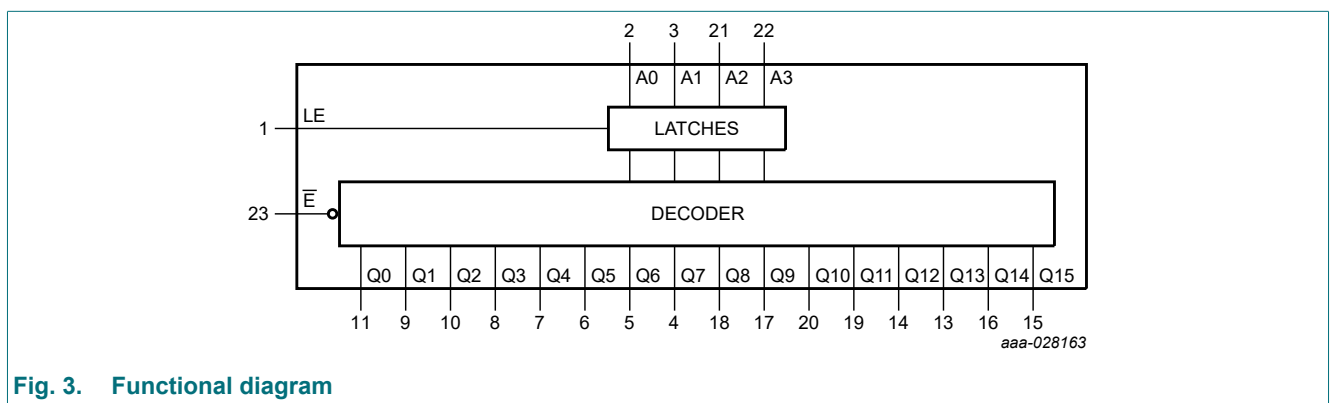 2 3 21 22
A0 A1 A2 A3
1 LE LATCHES
23 E̅ DECODER
Q0 Q1 Q2 Q3 Q4 Q5 Q6 Q7 Q8 Q9 Q10 Q11 Q12 Q13 Q14 Q15
11 9 10 8 7 6 5 4 18 17 20 19 14 13 16 15
aaa-028163
Fig. 3. Functional diagram